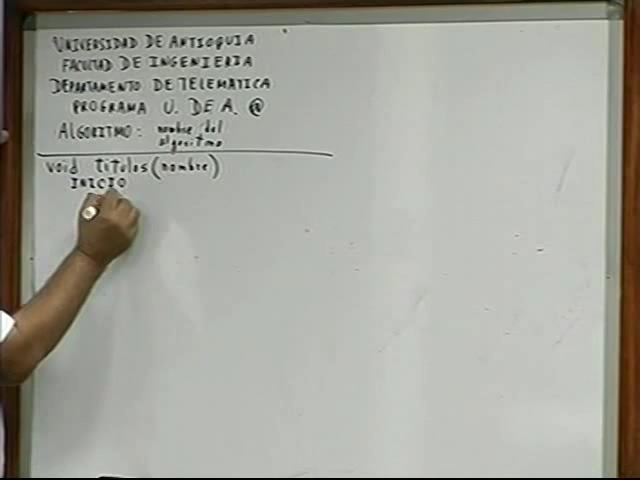 UNIVERSIDAD DE ANTIOQUIA
FACULTAD DE INGENIERIA
DEPARTAMENTO DE TELEMATICA
PROGRAMA U. DE A. @
ALGORITMO: nombre del
algoritmo
void titulos (nombre)
INICIO